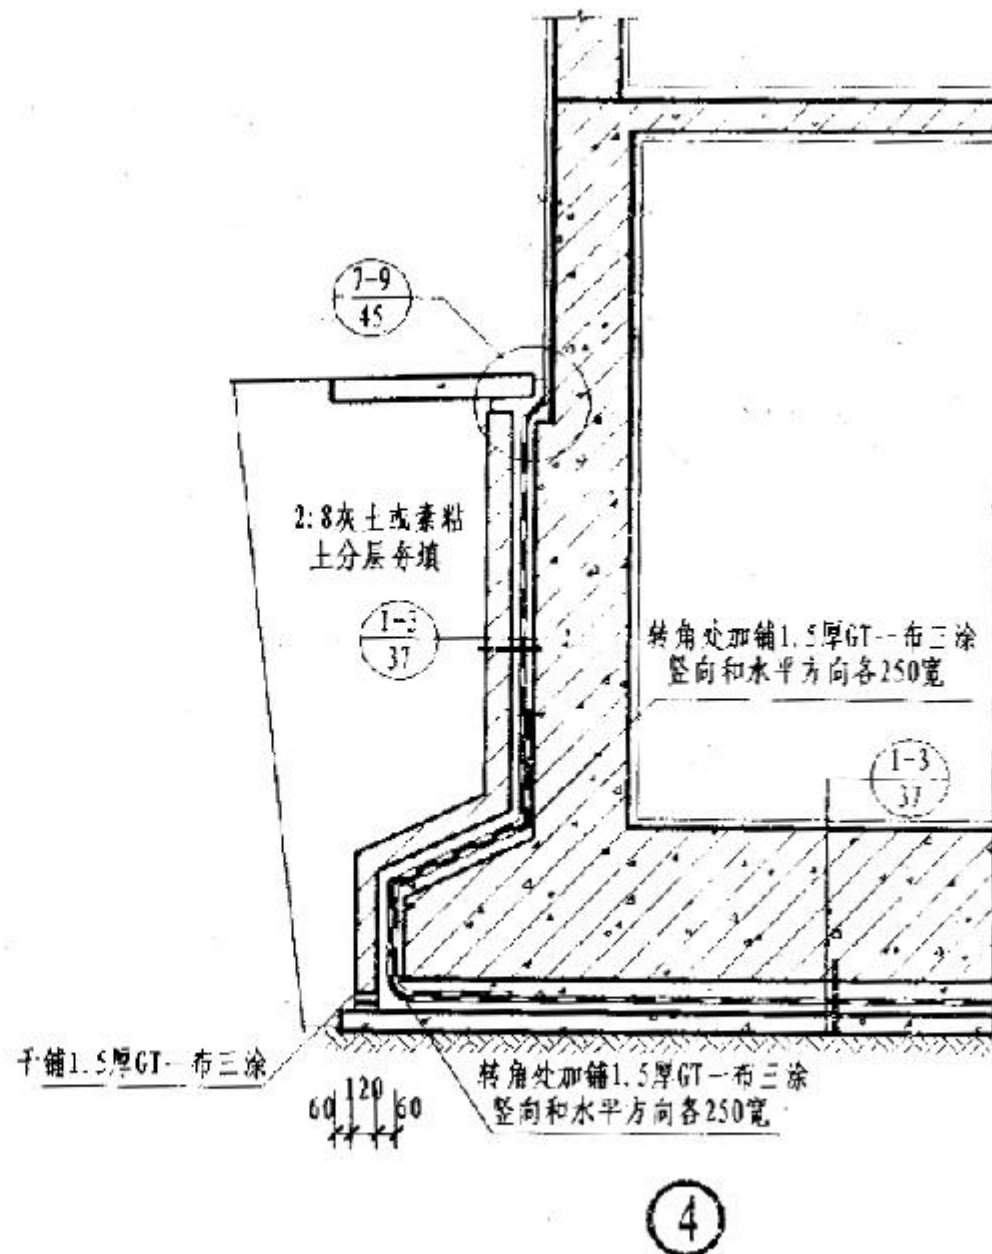 7-9
45
2:8灰土或素粘
土分层夯填
1-3
37
转角处加铺1.5厚GT一布三涂
竖向和水平方向各250宽
1-3
37
干铺1.5厚GT一布三涂
转角处加铺1.5厚GT一布三涂
竖向和水平方向各250宽
60 120 60
4